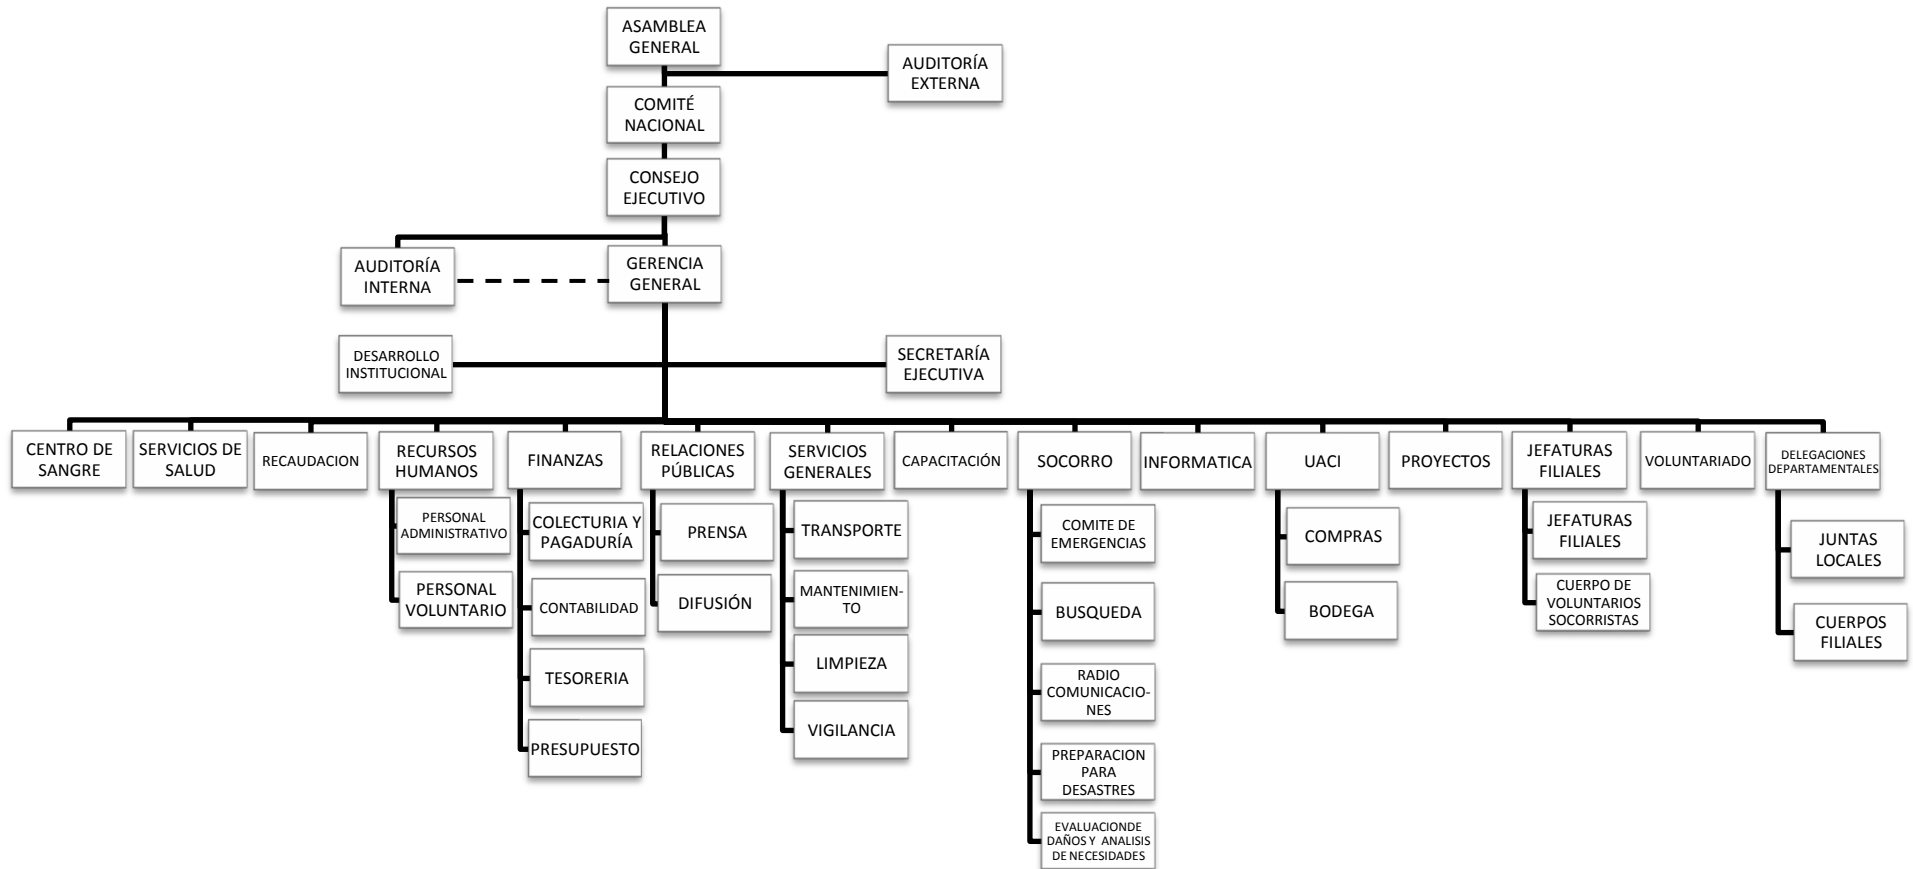 ASAMBLEA
GENERAL
AUDITORÍA
EXTERNA
COMITÉ
NACIONAL
CONSEJO
EJECUTIVO
AUDITORÍA
INTERNA
GERENCIA
GENERAL
DESARROLLO
INSTITUCIONAL
SECRETARÍA
EJECUTIVA
CENTRO DE
SANGRE
SERVICIOS DE
SALUD
RECAUDACION
RECURSOS
HUMANOS
PERSONAL
ADMINISTRATIVO
PERSONAL
VOLUNTARIO
FINANZAS
COLECTURIA Y
PAGADURÍA
CONTABILIDAD
TESORERIA
PRESUPUESTO
RELACIONES
PÚBLICAS
PRENSA
DIFUSIÓN
SERVICIOS
GENERALES
TRANSPORTE
MANTENIMIEN-
TO
LIMPIEZA
VIGILANCIA
CAPACITACIÓN
SOCORRO
COMITE DE
EMERGENCIAS
BUSQUEDA
RADIO
COMUNICACIO-
NES
PREPARACION
PARA
DESASTRES
EVALUACIONDE
DAÑOS Y ANALISIS
DE NECESIDADES
INFORMATICA
UACI
COMPRAS
BODEGA
PROYECTOS
JEFATURAS
FILIALES
JEFATURAS
FILIALES
CUERPO DE
VOLUNTARIOS
SOCORRISTAS
VOLUNTARIADO
DELEGACIONES
DEPARTAMENTALES
JUNTAS
LOCALES
CUERPOS
FILIALES